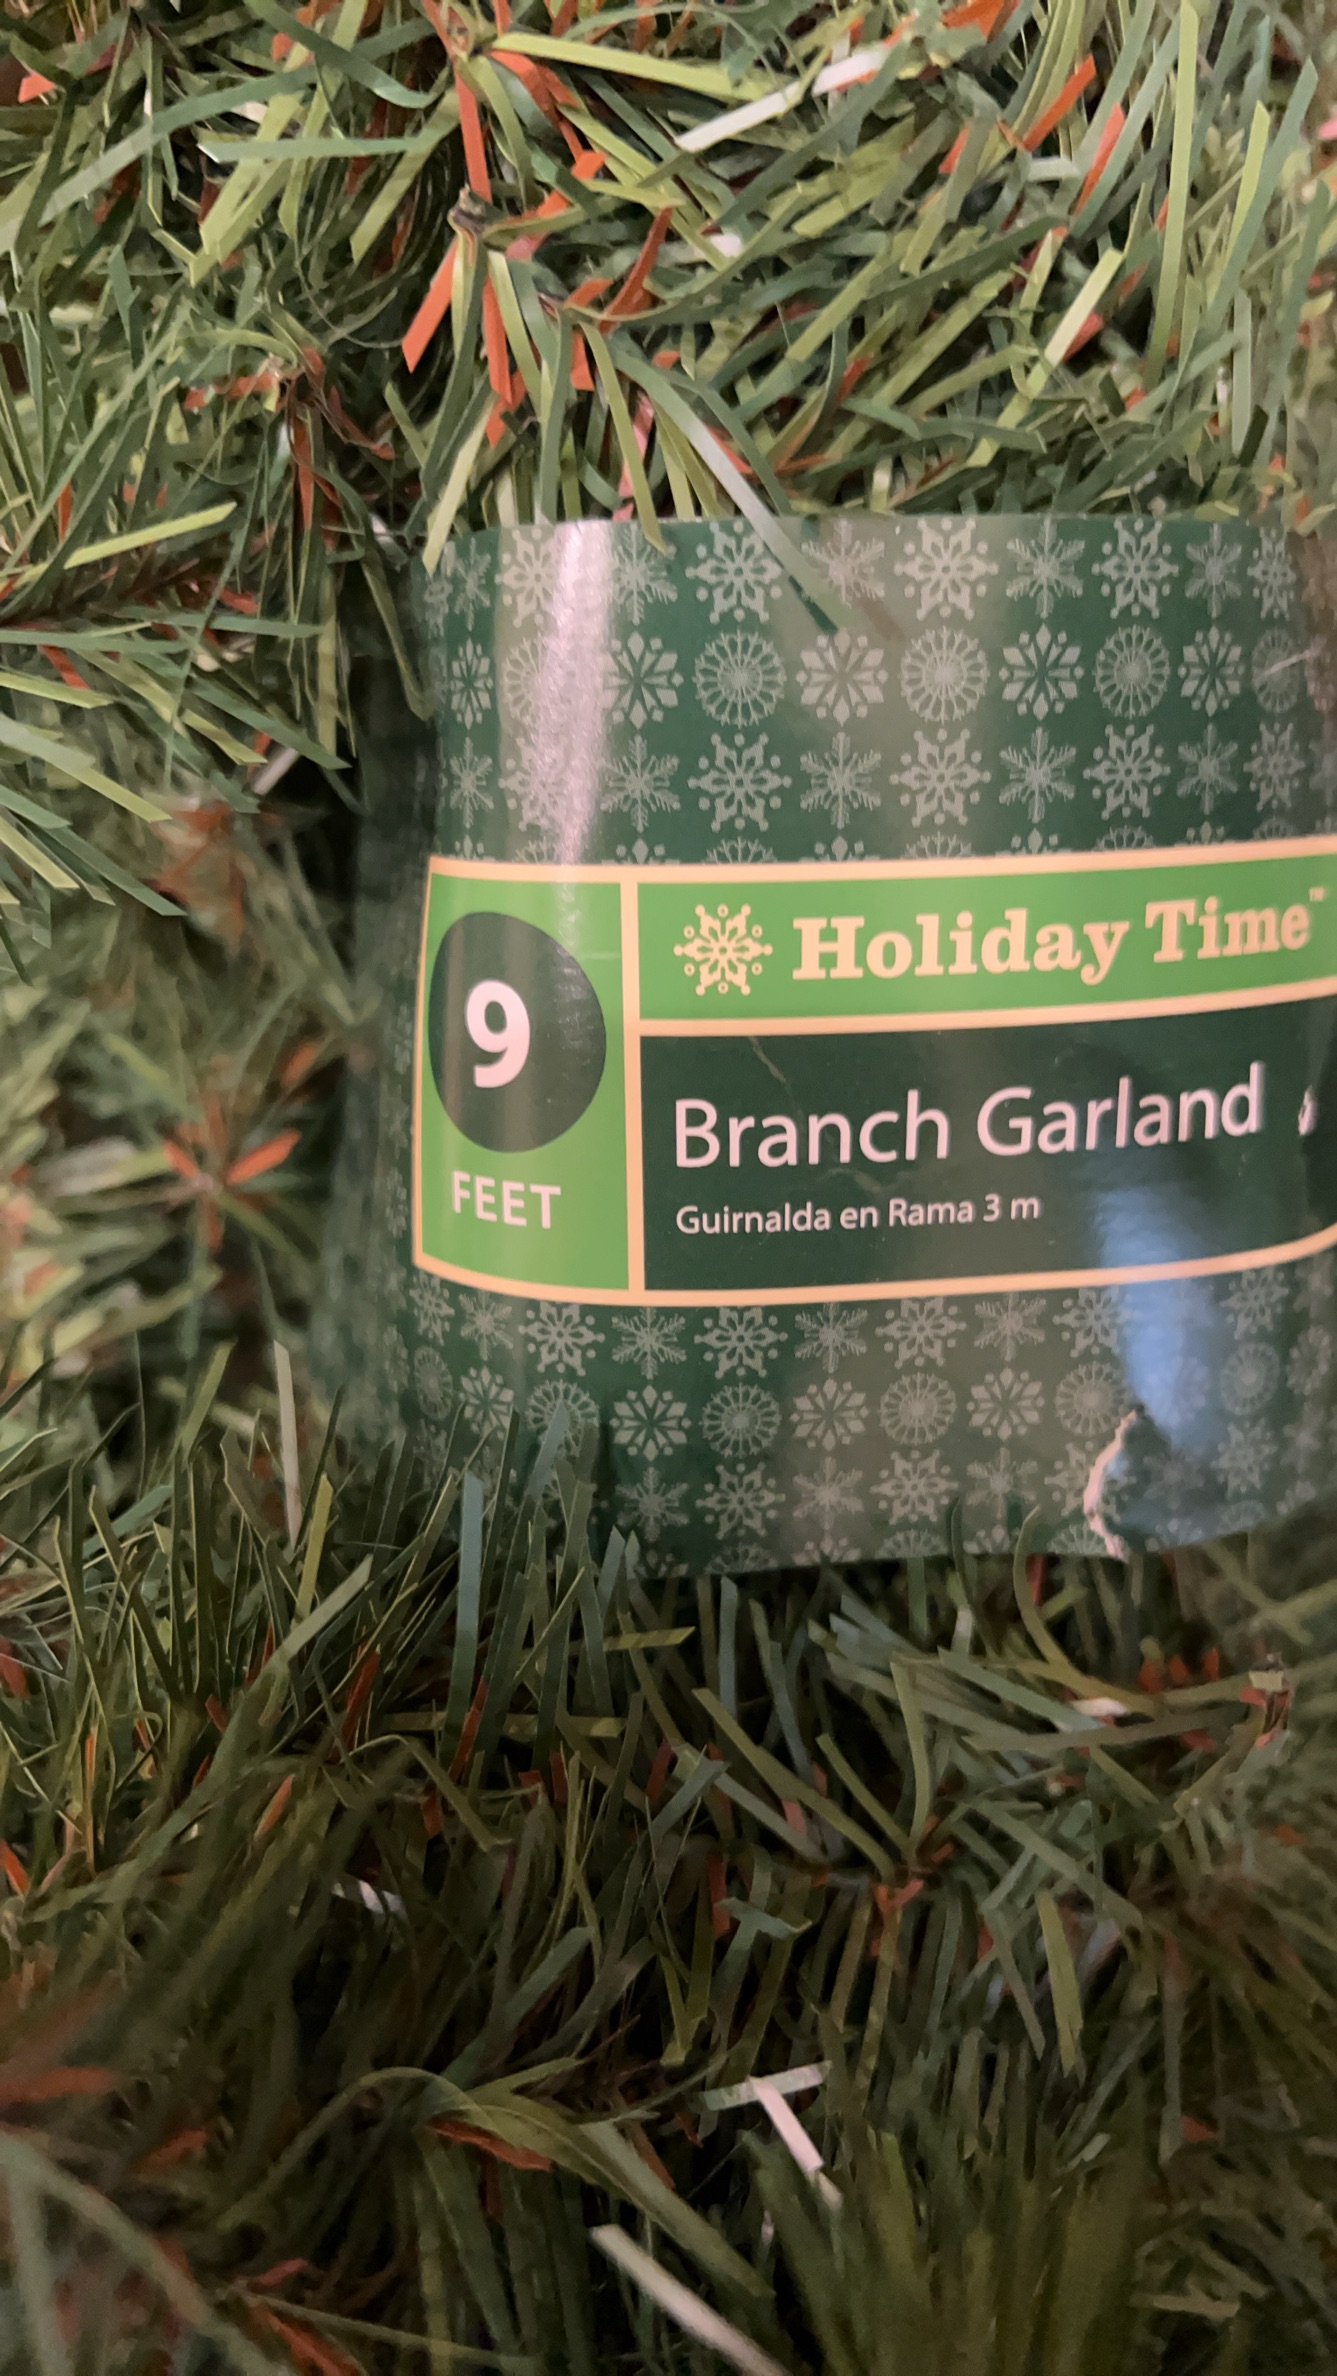 9
FEET
Holiday Time™
Branch Garland
Guirnalda en Rama 3 m